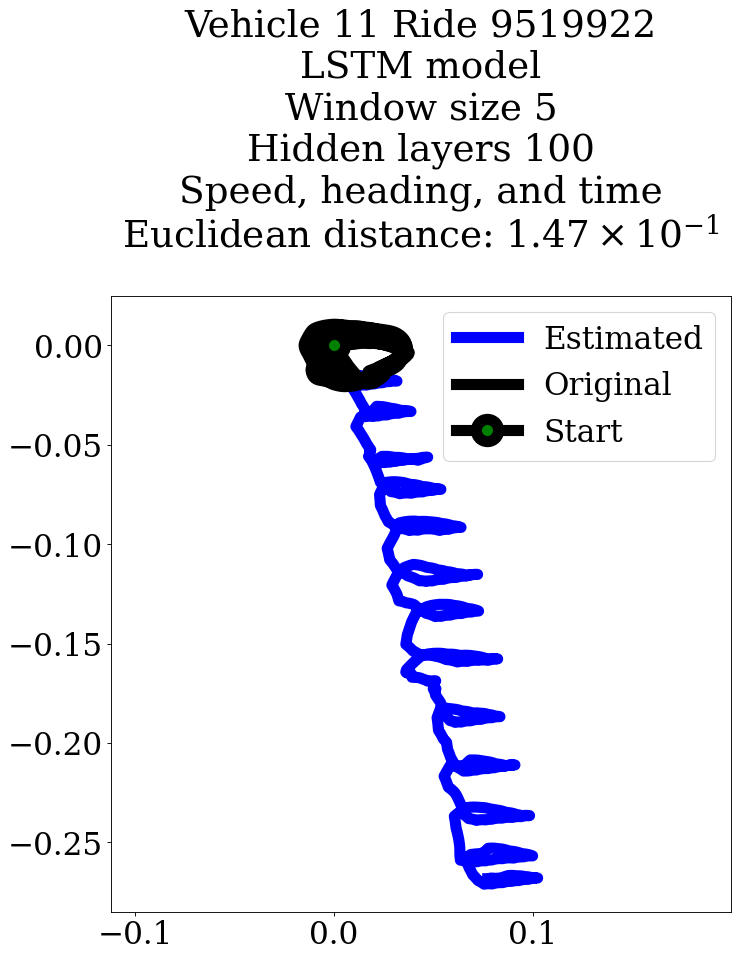 Vehicle 11 Ride 9519922
LSTM model
Window size 5
Hidden layers 100
Speed, heading, and time
Euclidean distance: 1.47 × 10⁻¹
Estimated
Original
Start
0.00
−0.05
−0.10
−0.15
−0.20
−0.25
−0.1 0.0 0.1